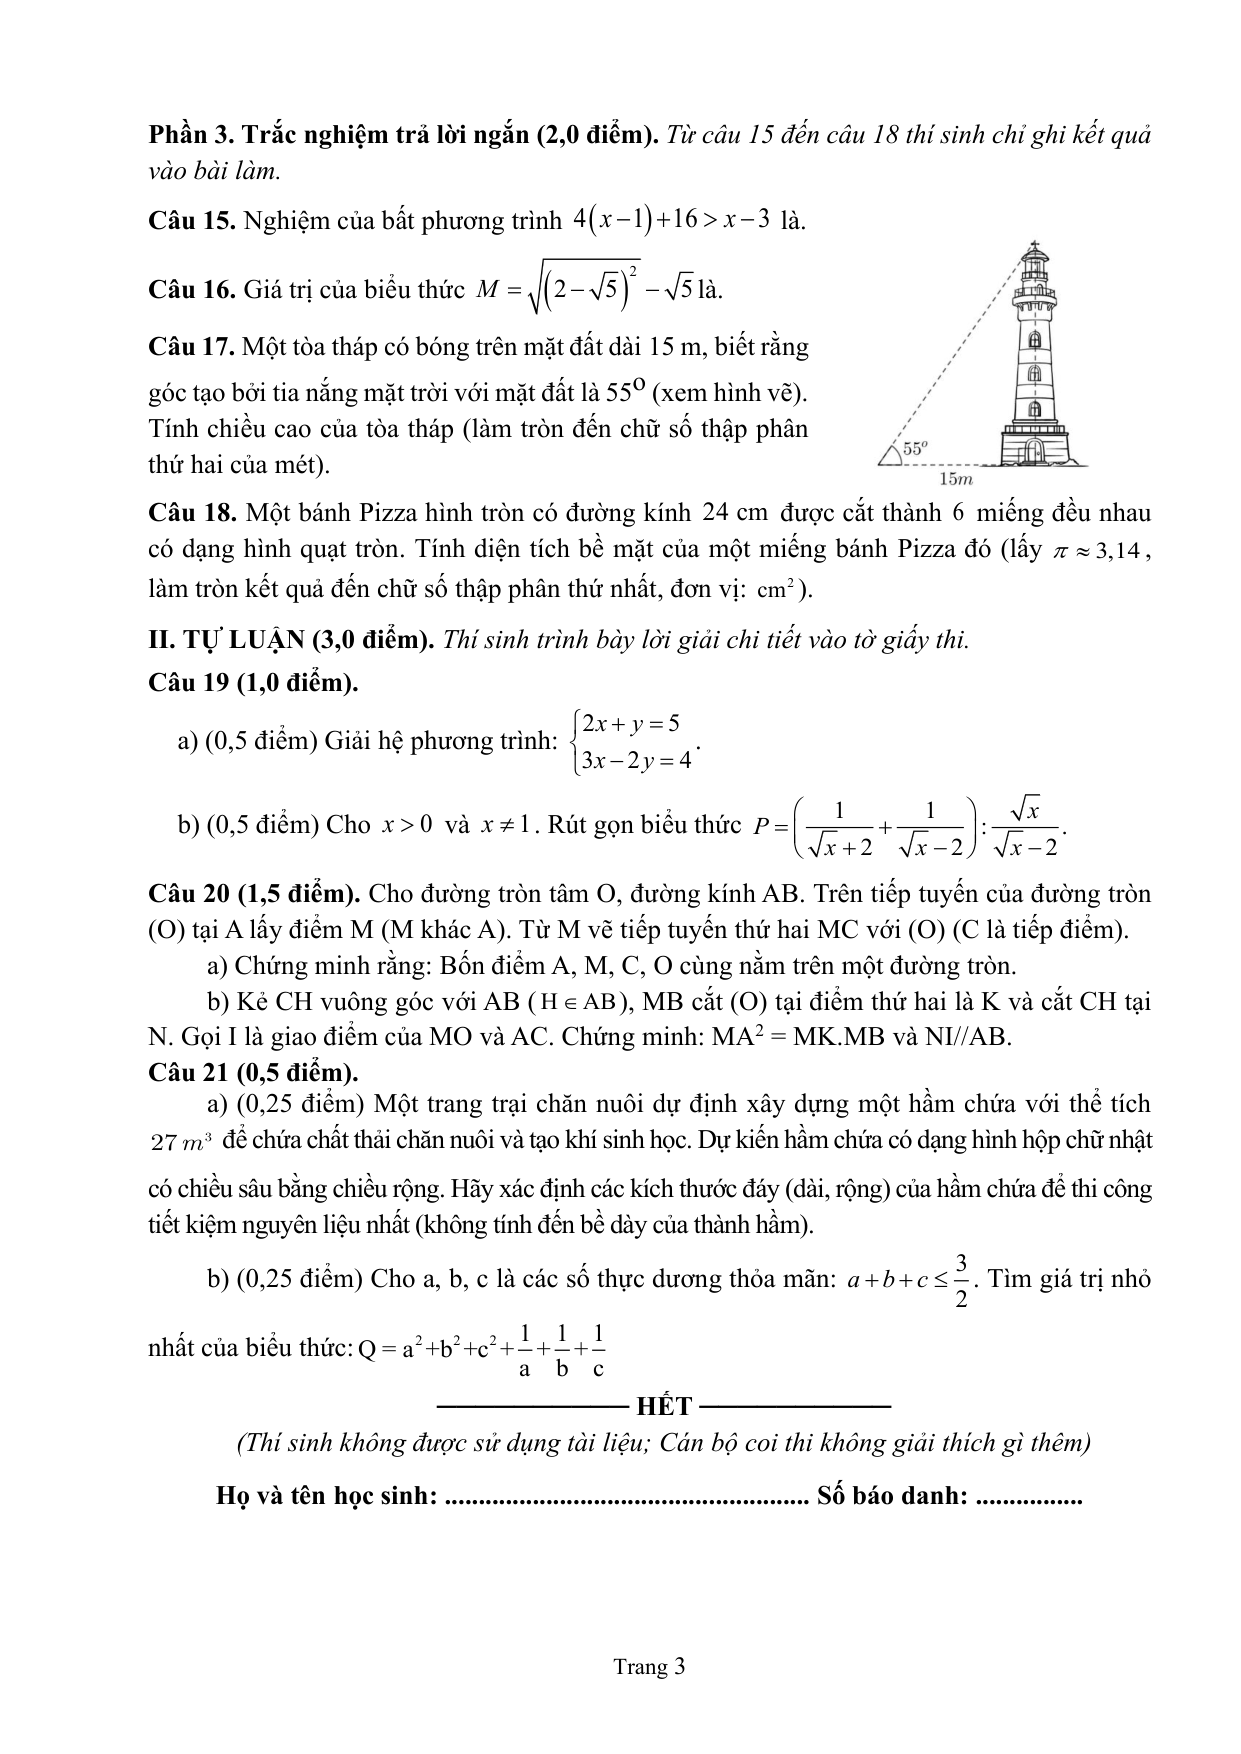 Phần 3. Trắc nghiệm trả lời ngắn (2,0 điểm). Từ câu 15 đến câu 18 thí sinh chỉ ghi kết quả
vào bài làm.
Câu 15. Nghiệm của bất phương trình 4(x−1)+16 > x−3 là.
Câu 16. Giá trị của biểu thức M = √((2−√5)²) − √5 là.
Câu 17. Một tòa tháp có bóng trên mặt đất dài 15 m, biết rằng
góc tạo bởi tia nắng mặt trời với mặt đất là 55⁰ (xem hình vẽ).
Tính chiều cao của tòa tháp (làm tròn đến chữ số thập phân
thứ hai của mét).
55⁰
15m
Câu 18. Một bánh Pizza hình tròn có đường kính 24 cm được cắt thành 6 miếng đều nhau
có dạng hình quạt tròn. Tính diện tích bề mặt của một miếng bánh Pizza đó (lấy π ≈ 3,14,
làm tròn kết quả đến chữ số thập phân thứ nhất, đơn vị: cm²).
II. TỰ LUẬN (3,0 điểm). Thí sinh trình bày lời giải chi tiết vào tờ giấy thi.
Câu 19 (1,0 điểm).
a) (0,5 điểm) Giải hệ phương trình: {2x + y = 5; 3x − 2y = 4.
b) (0,5 điểm) Cho x > 0 và x ≠ 1. Rút gọn biểu thức P = (1/(√x + 2) + 1/(√x − 2)) : √x/(√x − 2).
Câu 20 (1,5 điểm). Cho đường tròn tâm O, đường kính AB. Trên tiếp tuyến của đường tròn
(O) tại A lấy điểm M (M khác A). Từ M vẽ tiếp tuyến thứ hai MC với (O) (C là tiếp điểm).
a) Chứng minh rằng: Bốn điểm A, M, C, O cùng nằm trên một đường tròn.
b) Kẻ CH vuông góc với AB (H ∈ AB), MB cắt (O) tại điểm thứ hai là K và cắt CH tại
N. Gọi I là giao điểm của MO và AC. Chứng minh: MA² = MK.MB và NI//AB.
Câu 21 (0,5 điểm).
a) (0,25 điểm) Một trang trại chăn nuôi dự định xây dựng một hầm chứa với thể tích
27 m³ để chứa chất thải chăn nuôi và tạo khí sinh học. Dự kiến hầm chứa có dạng hình hộp chữ nhật
có chiều sâu bằng chiều rộng. Hãy xác định các kích thước đáy (dài, rộng) của hầm chứa để thi công
tiết kiệm nguyên liệu nhất (không tính đến bề dày của thành hầm).
b) (0,25 điểm) Cho a, b, c là các số thực dương thỏa mãn: a + b + c ≤ 3/2. Tìm giá trị nhỏ
nhất của biểu thức: Q = a²+b²+c²+1/a+1/b+1/c
HẾT
(Thí sinh không được sử dụng tài liệu; Cán bộ coi thi không giải thích gì thêm)
Họ và tên học sinh: ...................................................... Số báo danh: ................
Trang 3